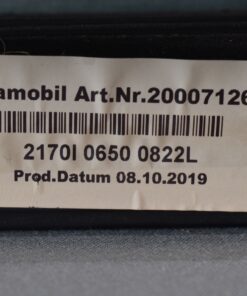 amobil Art.Nr.20007126
2170I 0650 0822L
Prod.Datum 08.10.2019